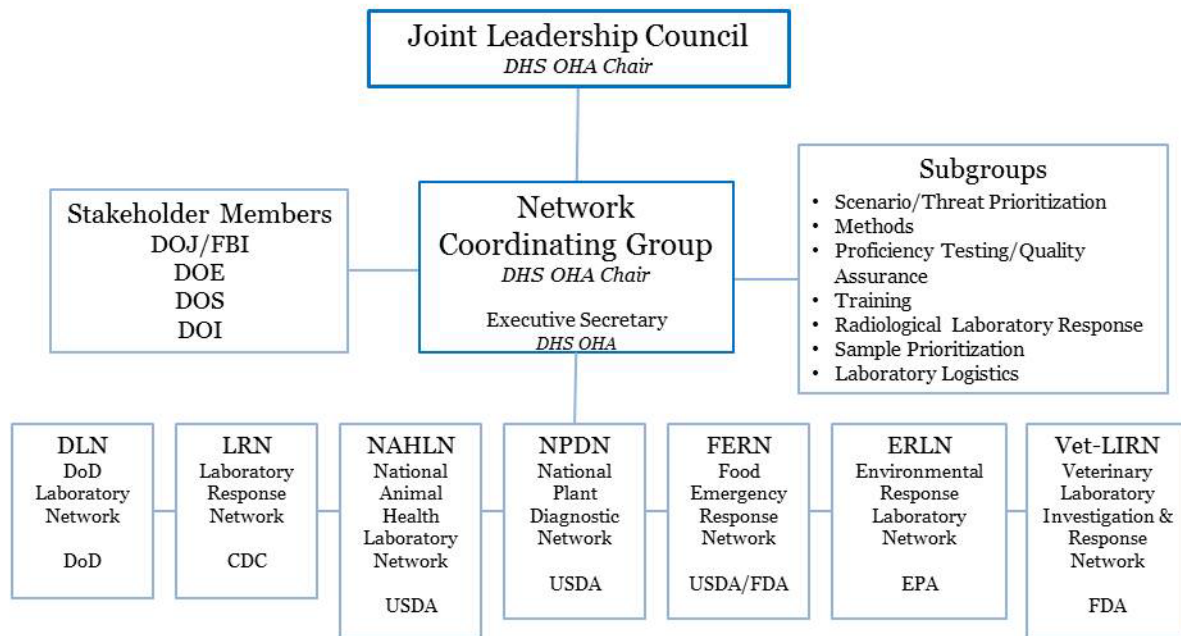 Joint Leadership Council
DHS OHA Chair
Stakeholder Members
DOJ/FBI
DOE
DOS
DOI
Network
Coordinating Group
DHS OHA Chair
Executive Secretary
DHS OHA
Subgroups
• Scenario/Threat Prioritization
• Methods
• Proficiency Testing/Quality
Assurance
• Training
• Radiological Laboratory Response
• Sample Prioritization
• Laboratory Logistics
DLN
DoD
Laboratory
Network
DoD
LRN
Laboratory
Response
Network
CDC
NAHLN
National
Animal
Health
Laboratory
Network
USDA
NPDN
National
Plant
Diagnostic
Network
USDA
FERN
Food
Emergency
Response
Network
USDA/FDA
ERLN
Environmental
Response
Laboratory
Network
EPA
Vet-LIRN
Veterinary
Laboratory
Investigation &
Response
Network
FDA